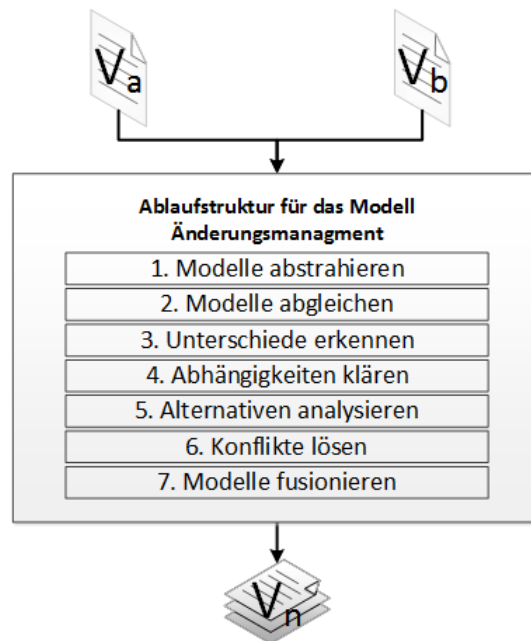 Va
Vb
Ablaufstruktur für das Modell
Änderungsmanagment
1. Modelle abstrahieren
2. Modelle abgleichen
3. Unterschiede erkennen
4. Abhängigkeiten klären
5. Alternativen analysieren
6. Konflikte lösen
7. Modelle fusionieren
Vn